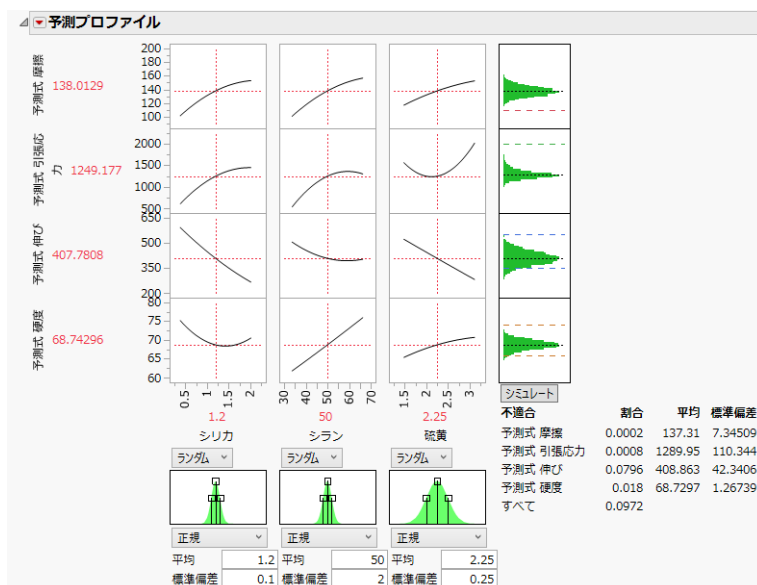 予測プロファイル
予測式 摩擦
138.0129
200
180
160
140
120
100
予測式 引張応力
1249.177
2000
1500
1000
500
予測式 伸び
407.7808
650
500
350
200
予測式 硬度
68.74296
80
75
70
65
60
0.5 1 1.5 2
30 40 50 60 70
1.5 2 2.5 3
1.2 50 2.25
シリカ シラン 硫黄
ランダム ランダム ランダム
正規 正規 正規
平均 1.2 平均 50 平均 2.25
標準偏差 0.1 標準偏差 2 標準偏差 0.25
シミュレート
不適合 割合 平均 標準偏差
予測式 摩擦 0.0002 137.31 7.34509
予測式 引張応力 0.0008 1289.95 110.344
予測式 伸び 0.0796 408.863 42.3406
予測式 硬度 0.018 68.7297 1.26739
すべて 0.0972